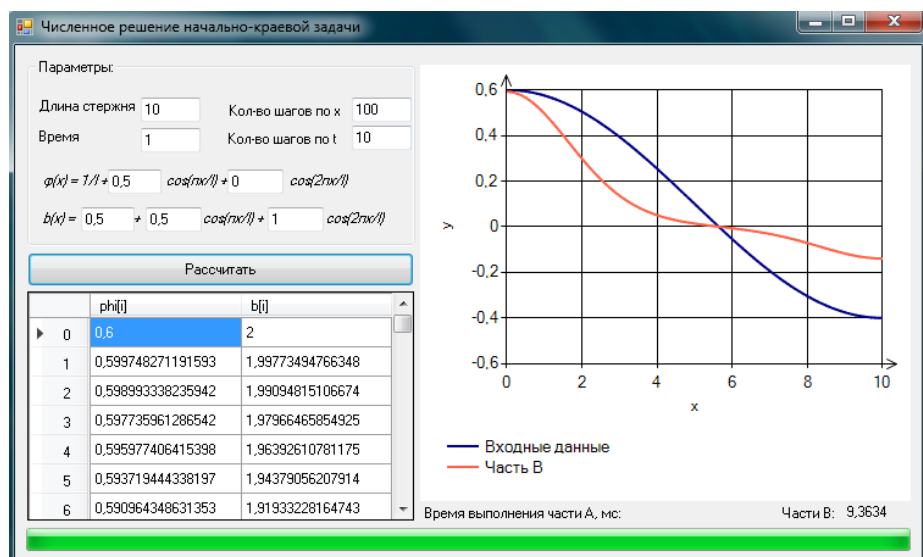 Численное решение начально-краевой задачи
Параметры:
Длина стержня 10 Кол-во шагов по x 100
Время 1 Кол-во шагов по t 10
φ(x) = 1/l + 0,5 cos(πx/l) + 0 cos(2πx/l)
b(x) = 0,5 + 0,5 cos(πx/l) + 1 cos(2πx/l)
Рассчитать
phi[i] b[i]
0 0,6 2
1 0,599748271191593 1,99773494766348
2 0,598993338235942 1,99094815106674
3 0,597735961286542 1,97966465854925
4 0,595977406415398 1,96392610781175
5 0,593719444338197 1,94379056207914
6 0,590964348631353 1,91933228164743
0,6
0,4
0,2
0
-0,2
-0,4
-0,6
y
0 2 4 6 8 10
x
Входные данные
Часть B
Время выполнения части А, мс: Части В: 9,3634